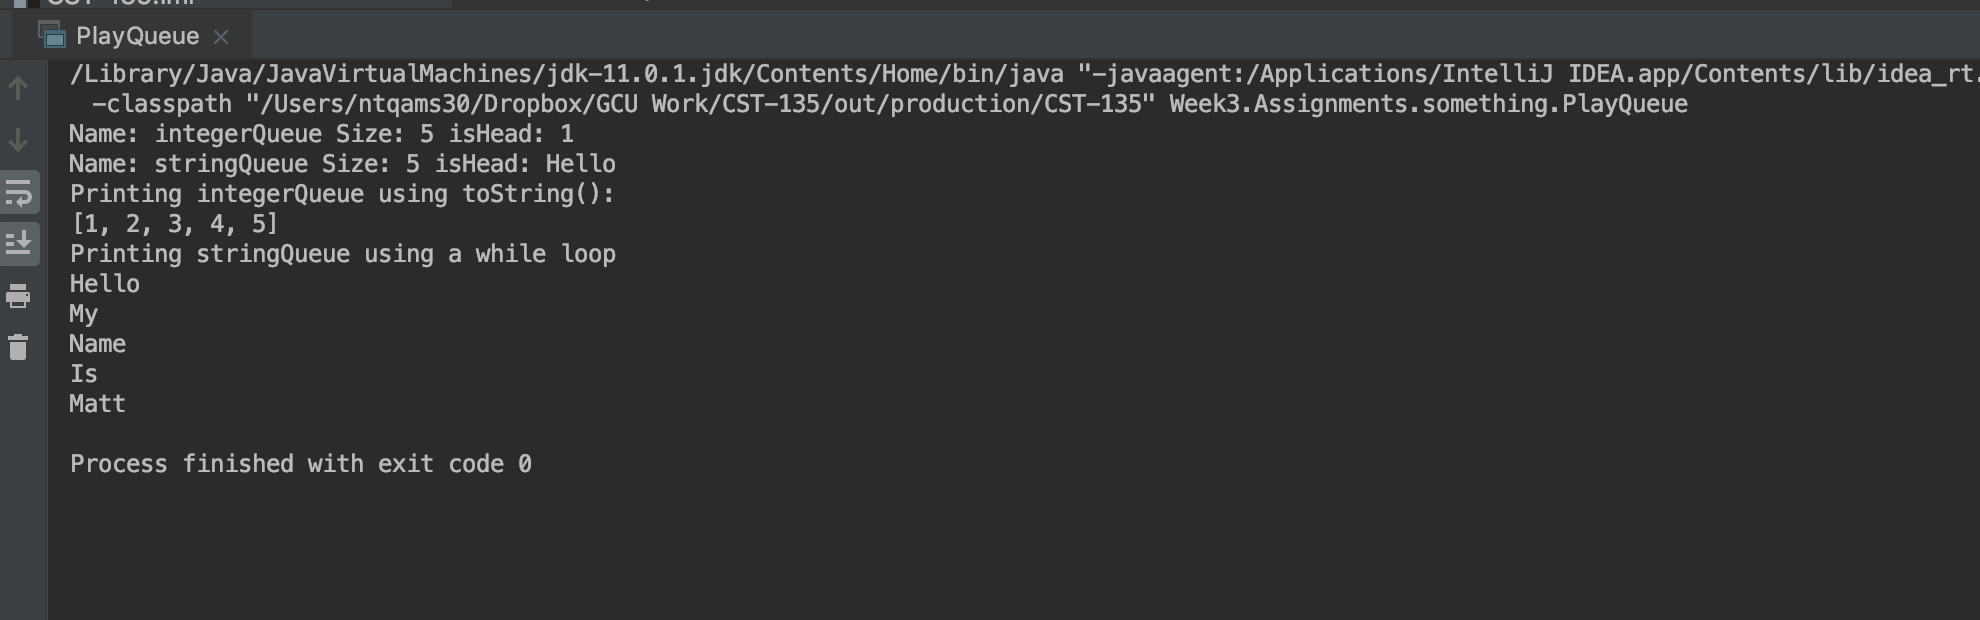 PlayQueue
/Library/Java/JavaVirtualMachines/jdk-11.0.1.jdk/Contents/Home/bin/java "-javaagent:/Applications/IntelliJ IDEA.app/Contents/lib/idea_rt.
-classpath "/Users/ntqams30/Dropbox/GCU Work/CST-135/out/production/CST-135" Week3.Assignments.something.PlayQueue
Name: integerQueue Size: 5 isHead: 1
Name: stringQueue Size: 5 isHead: Hello
Printing integerQueue using toString():
[1, 2, 3, 4, 5]
Printing stringQueue using a while loop
Hello
My
Name
Is
Matt
Process finished with exit code 0